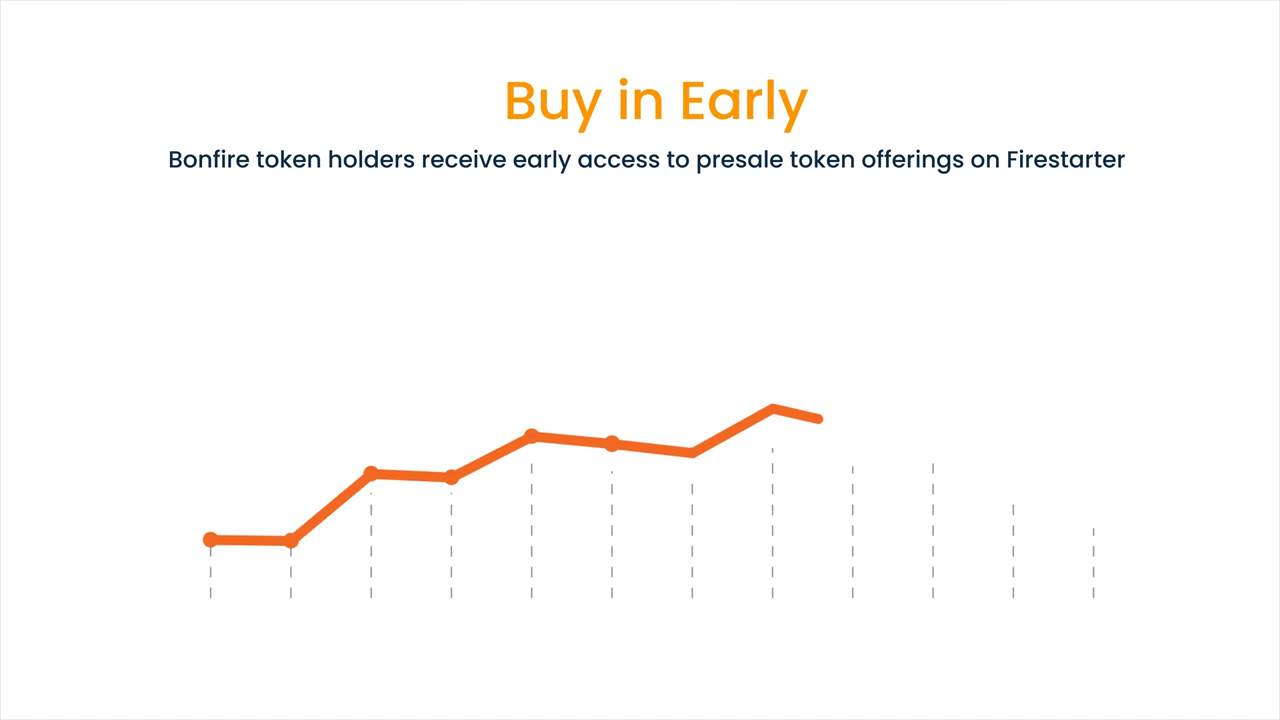 Buy in Early
Bonfire token holders receive early access to presale token offerings on Firestarter